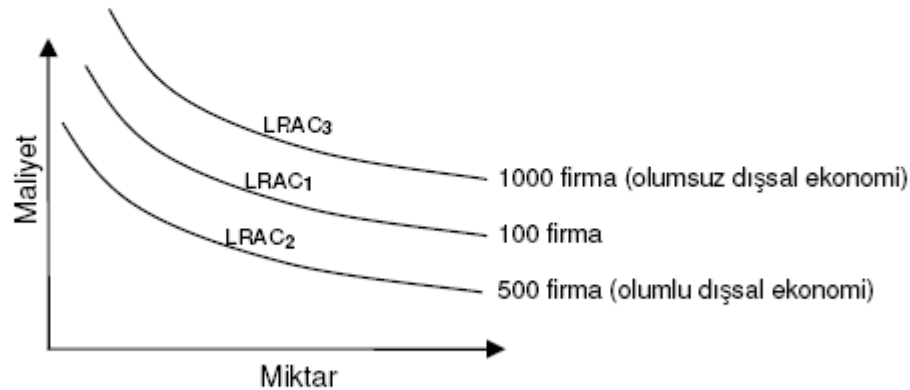 Maliyet
LRAC3
LRAC1
LRAC2
1000 firma (olumsuz dışsal ekonomi)
100 firma
500 firma (olumlu dışsal ekonomi)
Miktar